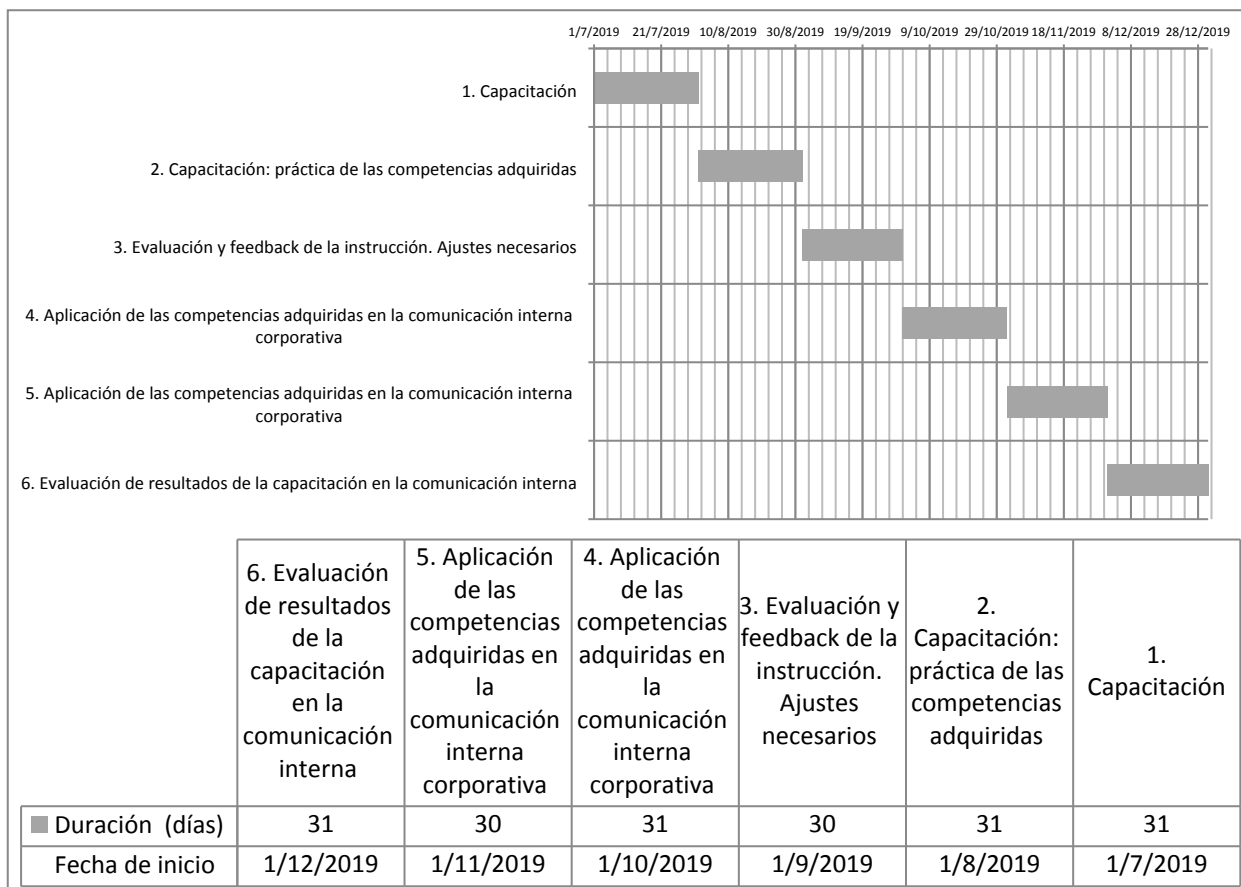 1/7/2019 21/7/2019 10/8/2019 30/8/2019 19/9/2019 9/10/2019 29/10/2019 18/11/2019 8/12/2019 28/12/2019
1. Capacitación
2. Capacitación: práctica de las competencias adquiridas
3. Evaluación y feedback de la instrucción. Ajustes necesarios
4. Aplicación de las competencias adquiridas en la comunicación interna
corporativa
5. Aplicación de las competencias adquiridas en la comunicación interna
corporativa
6. Evaluación de resultados de la capacitación en la comunicación interna
6. Evaluación
de resultados
de la
capacitación
en la
comunicación
interna
5. Aplicación
de las
competencias
adquiridas en
la
comunicación
interna
corporativa
4. Aplicación
de las
competencias
adquiridas en
la
comunicación
interna
corporativa
3. Evaluación y
feedback de la
instrucción.
Ajustes
necesarios
2.
Capacitación:
práctica de las
competencias
adquiridas
1.
Capacitación
Duración (días) 31 30 31 30 31 31
Fecha de inicio 1/12/2019 1/11/2019 1/10/2019 1/9/2019 1/8/2019 1/7/2019